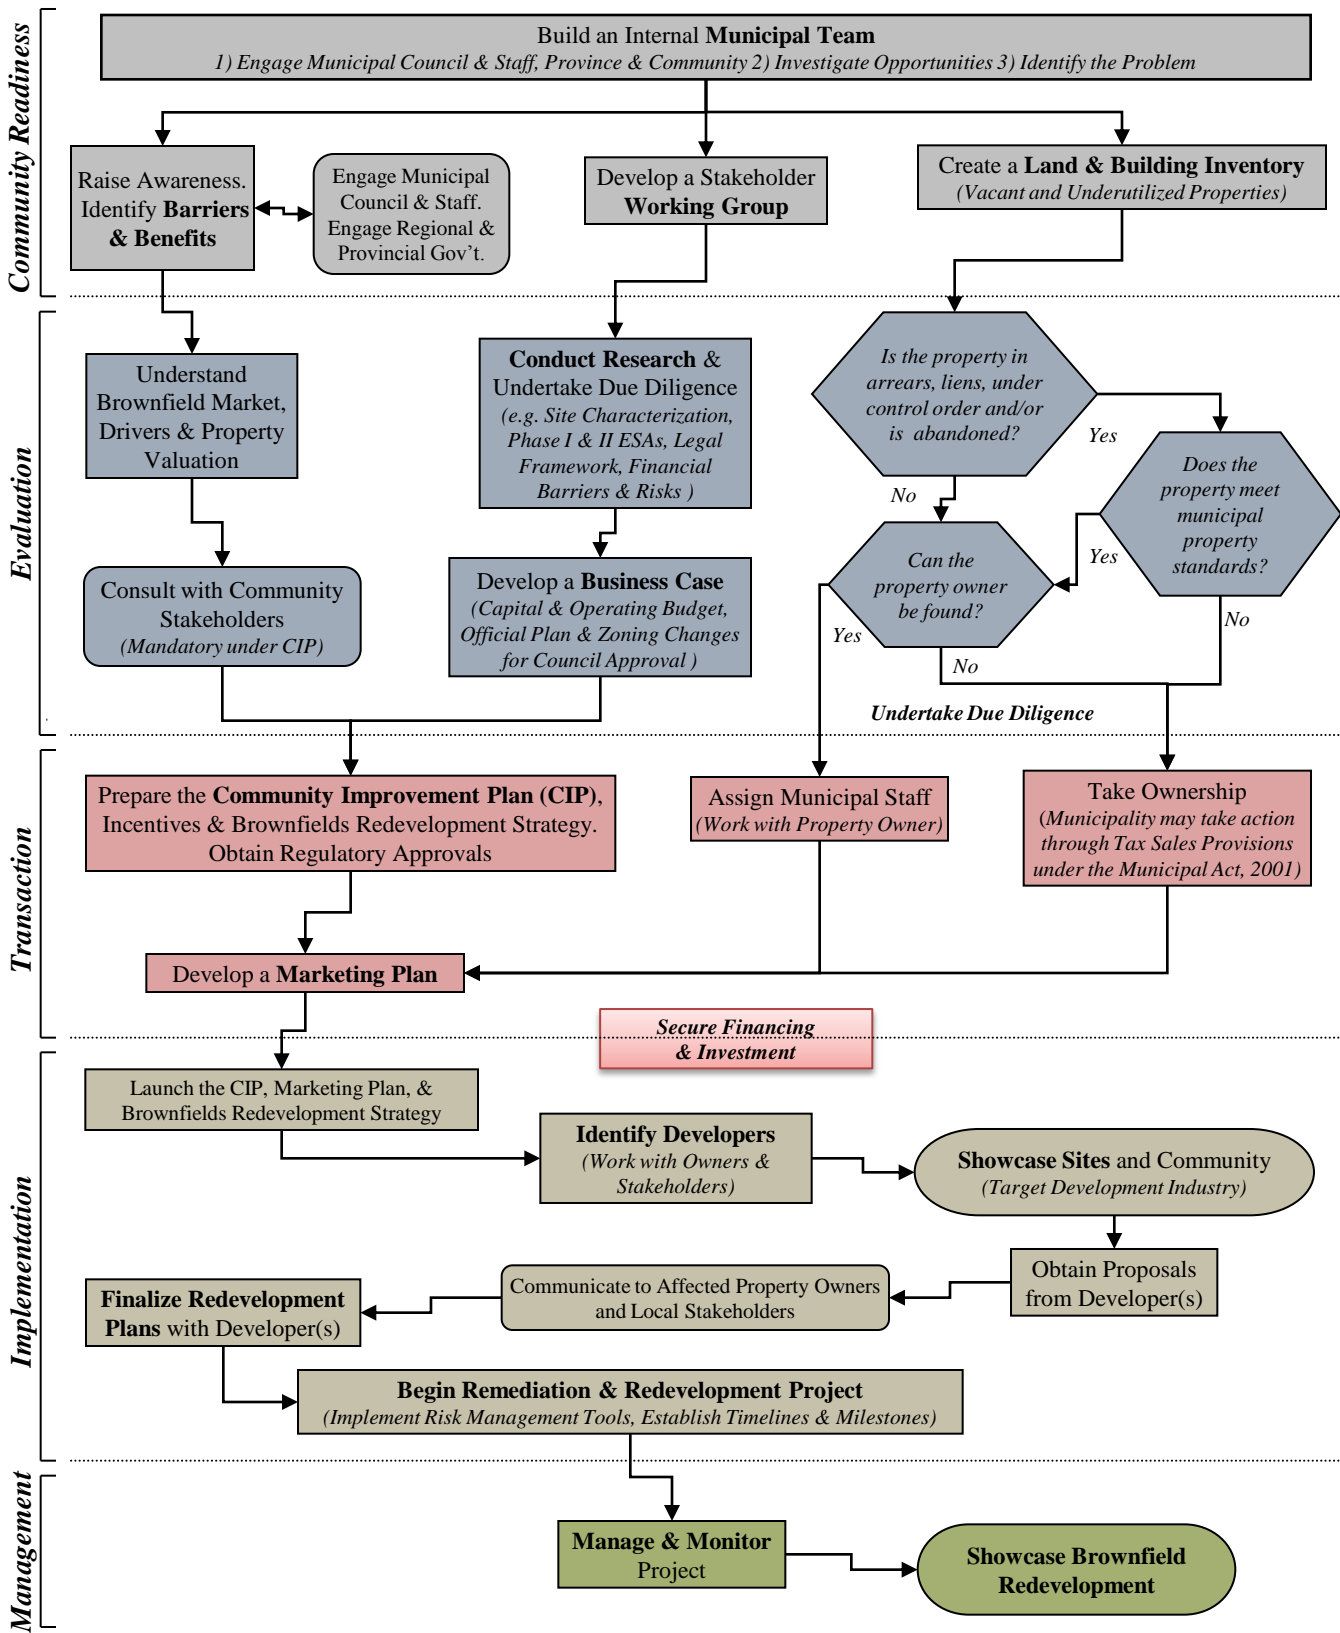 Community Readiness
Build an Internal Municipal Team
1) Engage Municipal Council & Staff, Province & Community 2) Investigate Opportunities 3) Identify the Problem
Raise Awareness.
Identify Barriers
& Benefits
Engage Municipal
Council & Staff.
Engage Regional &
Provincial Gov’t.
Develop a Stakeholder
Working Group
Create a Land & Building Inventory
(Vacant and Underutilized Properties)
Evaluation
Understand
Brownfield Market,
Drivers & Property
Valuation
Conduct Research &
Undertake Due Diligence
(e.g. Site Characterization,
Phase I & II ESAs, Legal
Framework, Financial
Barriers & Risks )
Is the property in
arrears, liens, under
control order and/or
is abandoned?
Yes
No
Does the
property meet
municipal
property
standards?
Yes
No
Can the
property owner
be found?
Yes
No
Consult with Community
Stakeholders
(Mandatory under CIP)
Develop a Business Case
(Capital & Operating Budget,
Official Plan & Zoning Changes
for Council Approval )
Undertake Due Diligence
Transaction
Prepare the Community Improvement Plan (CIP),
Incentives & Brownfields Redevelopment Strategy.
Obtain Regulatory Approvals
Assign Municipal Staff
(Work with Property Owner)
Take Ownership
(Municipality may take action
through Tax Sales Provisions
under the Municipal Act, 2001)
Develop a Marketing Plan
Secure Financing
& Investment
Implementation
Launch the CIP, Marketing Plan, &
Brownfields Redevelopment Strategy
Identify Developers
(Work with Owners &
Stakeholders)
Showcase Sites and Community
(Target Development Industry)
Obtain Proposals
from Developer(s)
Communicate to Affected Property Owners
and Local Stakeholders
Finalize Redevelopment
Plans with Developer(s)
Begin Remediation & Redevelopment Project
(Implement Risk Management Tools, Establish Timelines & Milestones)
Management
Manage & Monitor
Project
Showcase Brownfield
Redevelopment